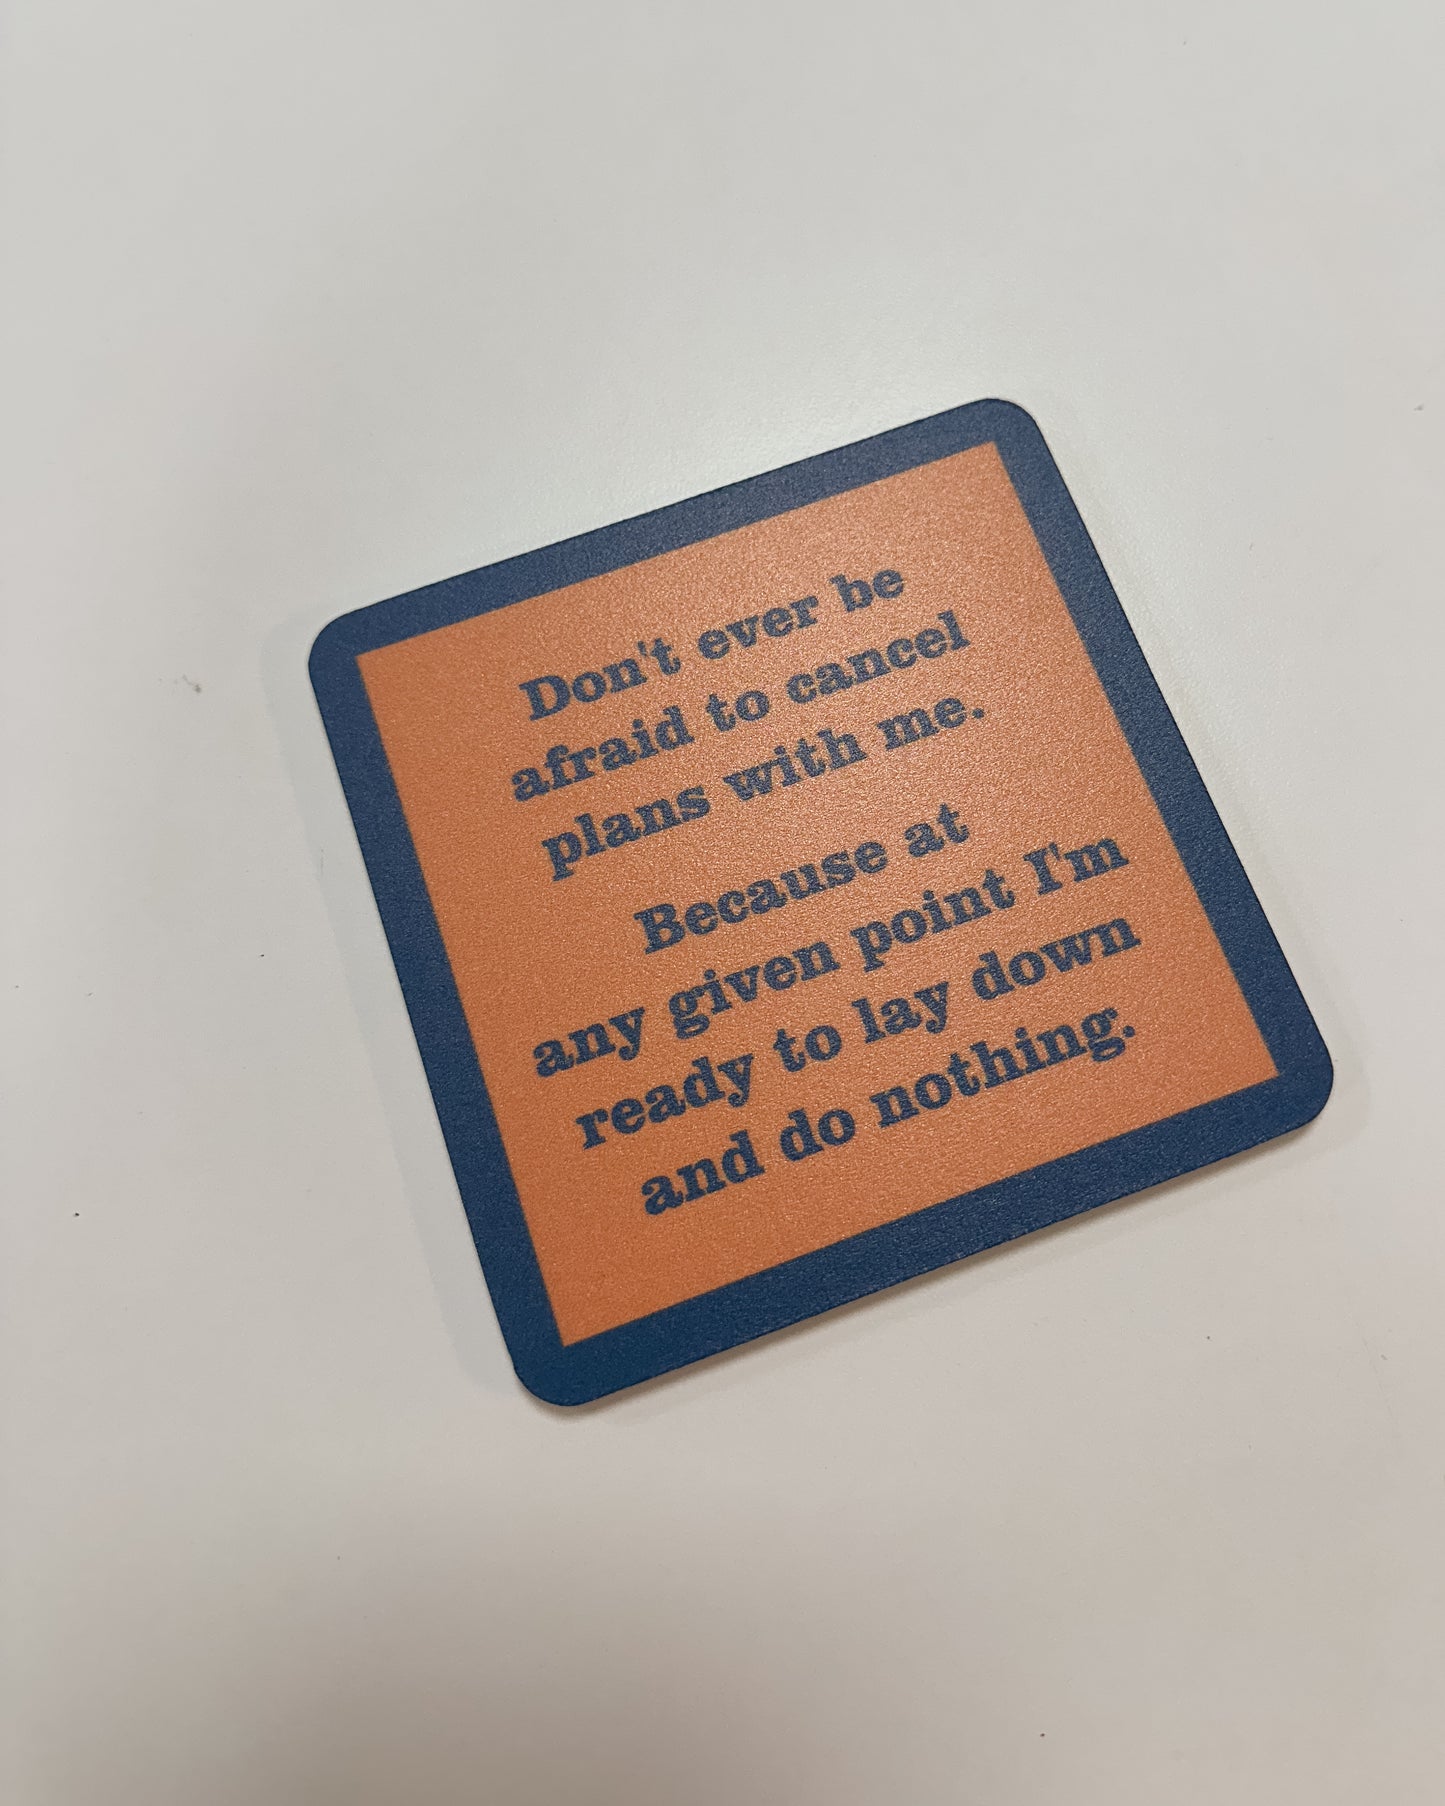 Don't ever be
afraid to cancel
plans with me.
Because at
any given point I'm
ready to lay down
and do nothing.